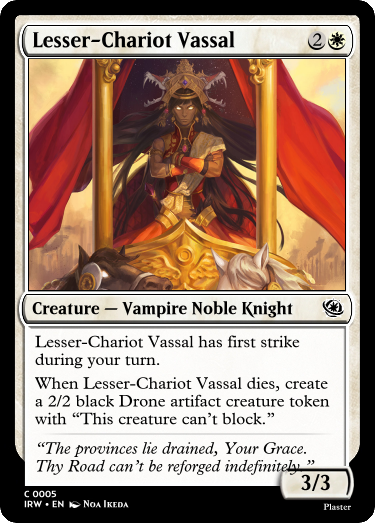 Lesser-Chariot Vassal 2
Creature — Vampire Noble Knight
Lesser-Chariot Vassal has first strike
during your turn.
When Lesser-Chariot Vassal dies, create
a 2/2 black Drone artifact creature token
with “This creature can’t block.”
“The provinces lie drained, Your Grace.
Thy Road can’t be reforged indefinitely.”
3/3
C 0005
IRW • EN Noa Ikeda
Plaster